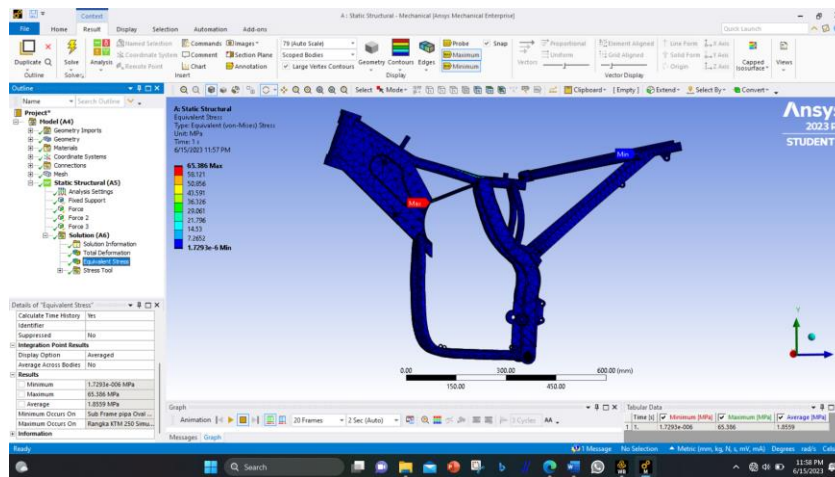 A : Static Structural - Mechanical [Ansys Mechanical Enterprise]
Context
File Home Result Display Selection Automation Add-ons
Quick Launch
Duplicate Q
Outline
Solve
Solver
Analysis
Named Selection
Coordinate System
Remote Point
Commands
Comment
Chart
Images
Section Plane
Annotation
Insert
79 (Auto Scale)
Scoped Bodies
Large Vertex Contours
Geometry Contours Edges
Display
Probe
Maximum
Minimum
Snap
Vectors
Proportional
Uniform
Element Aligned
Grid Aligned
Line Form
Solid Form
Origin
Vector Display
Capped
Isosurface
Views
Select Mode
Clipboard [Empty] Extend Select By Convert
Outline
Name Search Outline
Project*
Model (A4)
Geometry Imports
Geometry
Materials
Coordinate Systems
Connections
Mesh
Static Structural (A5)
Analysis Settings
Fixed Support
Force
Force 2
Force 3
Solution (A6)
Solution Information
Total Deformation
Equivalent Stress
Stress Tool
A: Static Structural
Equivalent Stress
Type: Equivalent (von-Mises) Stress
Unit: MPa
Time: 1 s
6/15/2023 11:57 PM
65.386 Max
58.121
50.856
43.591
36.326
29.061
21.796
14.53
7.2652
1.7293e-6 Min
Ansys
2023
STUDENT
Min
Max
Y
0.00 300.00 600.00 (mm)
150.00 450.00
Details of "Equivalent Stress"
Calculate Time History Yes
Identifier
Suppressed No
Integration Point Results
Display Option Averaged
Average Across Bodies No
Results
Minimum 1.7293e-006 MPa
Maximum 65.386 MPa
Average 1.8559 MPa
Minimum Occurs On Sub Frame pipa Oval ...
Maximum Occurs On Rangka KTM 250 Simu...
Information
Graph
Animation 20 Frames 2 Sec (Auto) 3 Cycles
Messages Graph
Tabular Data
Time [s] Minimum [MPa] Maximum [MPa] Average [MPa]
1 1. 1.7293e-006 65.386 1.8559
Ready
1 Message No Selection Metric (mm, kg, N, s, mV, mA) Degrees rad/s Cels
Search
11:58 PM
6/15/2023